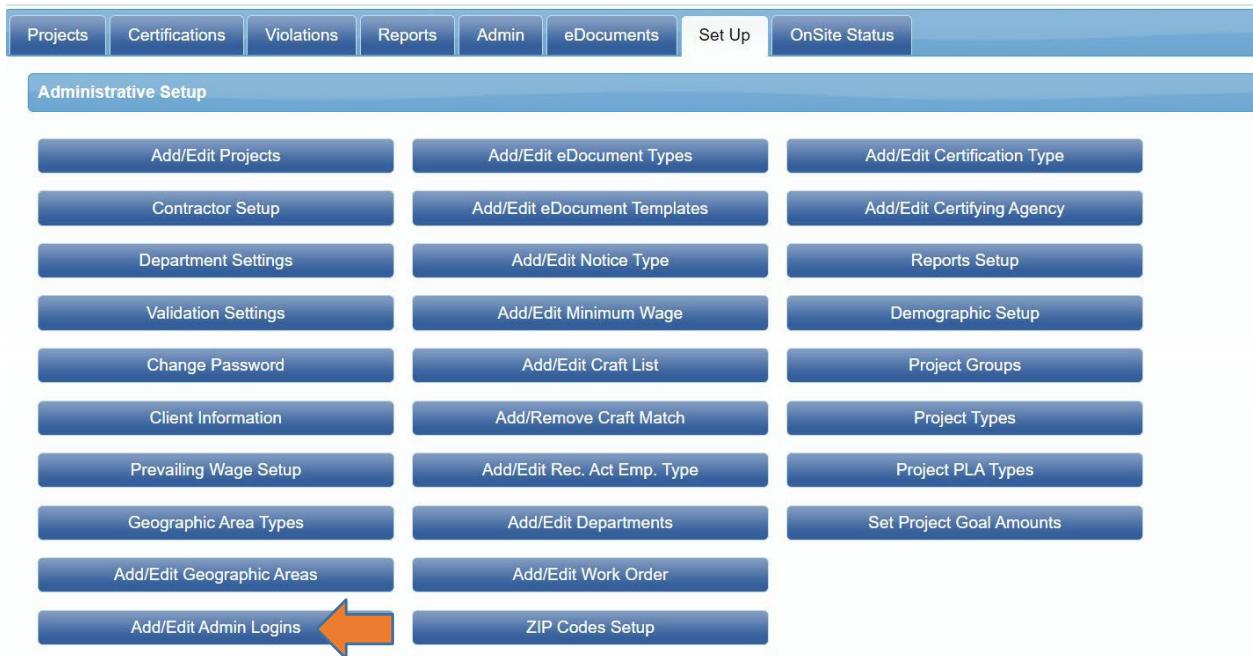 Projects Certifications Violations Reports Admin eDocuments Set Up OnSite Status
Administrative Setup
Add/Edit Projects Add/Edit eDocument Types Add/Edit Certification Type
Contractor Setup Add/Edit eDocument Templates Add/Edit Certifying Agency
Department Settings Add/Edit Notice Type Reports Setup
Validation Settings Add/Edit Minimum Wage Demographic Setup
Change Password Add/Edit Craft List Project Groups
Client Information Add/Remove Craft Match Project Types
Prevailing Wage Setup Add/Edit Rec. Act Emp. Type Project PLA Types
Geographic Area Types Add/Edit Departments Set Project Goal Amounts
Add/Edit Geographic Areas Add/Edit Work Order
Add/Edit Admin Logins ZIP Codes Setup